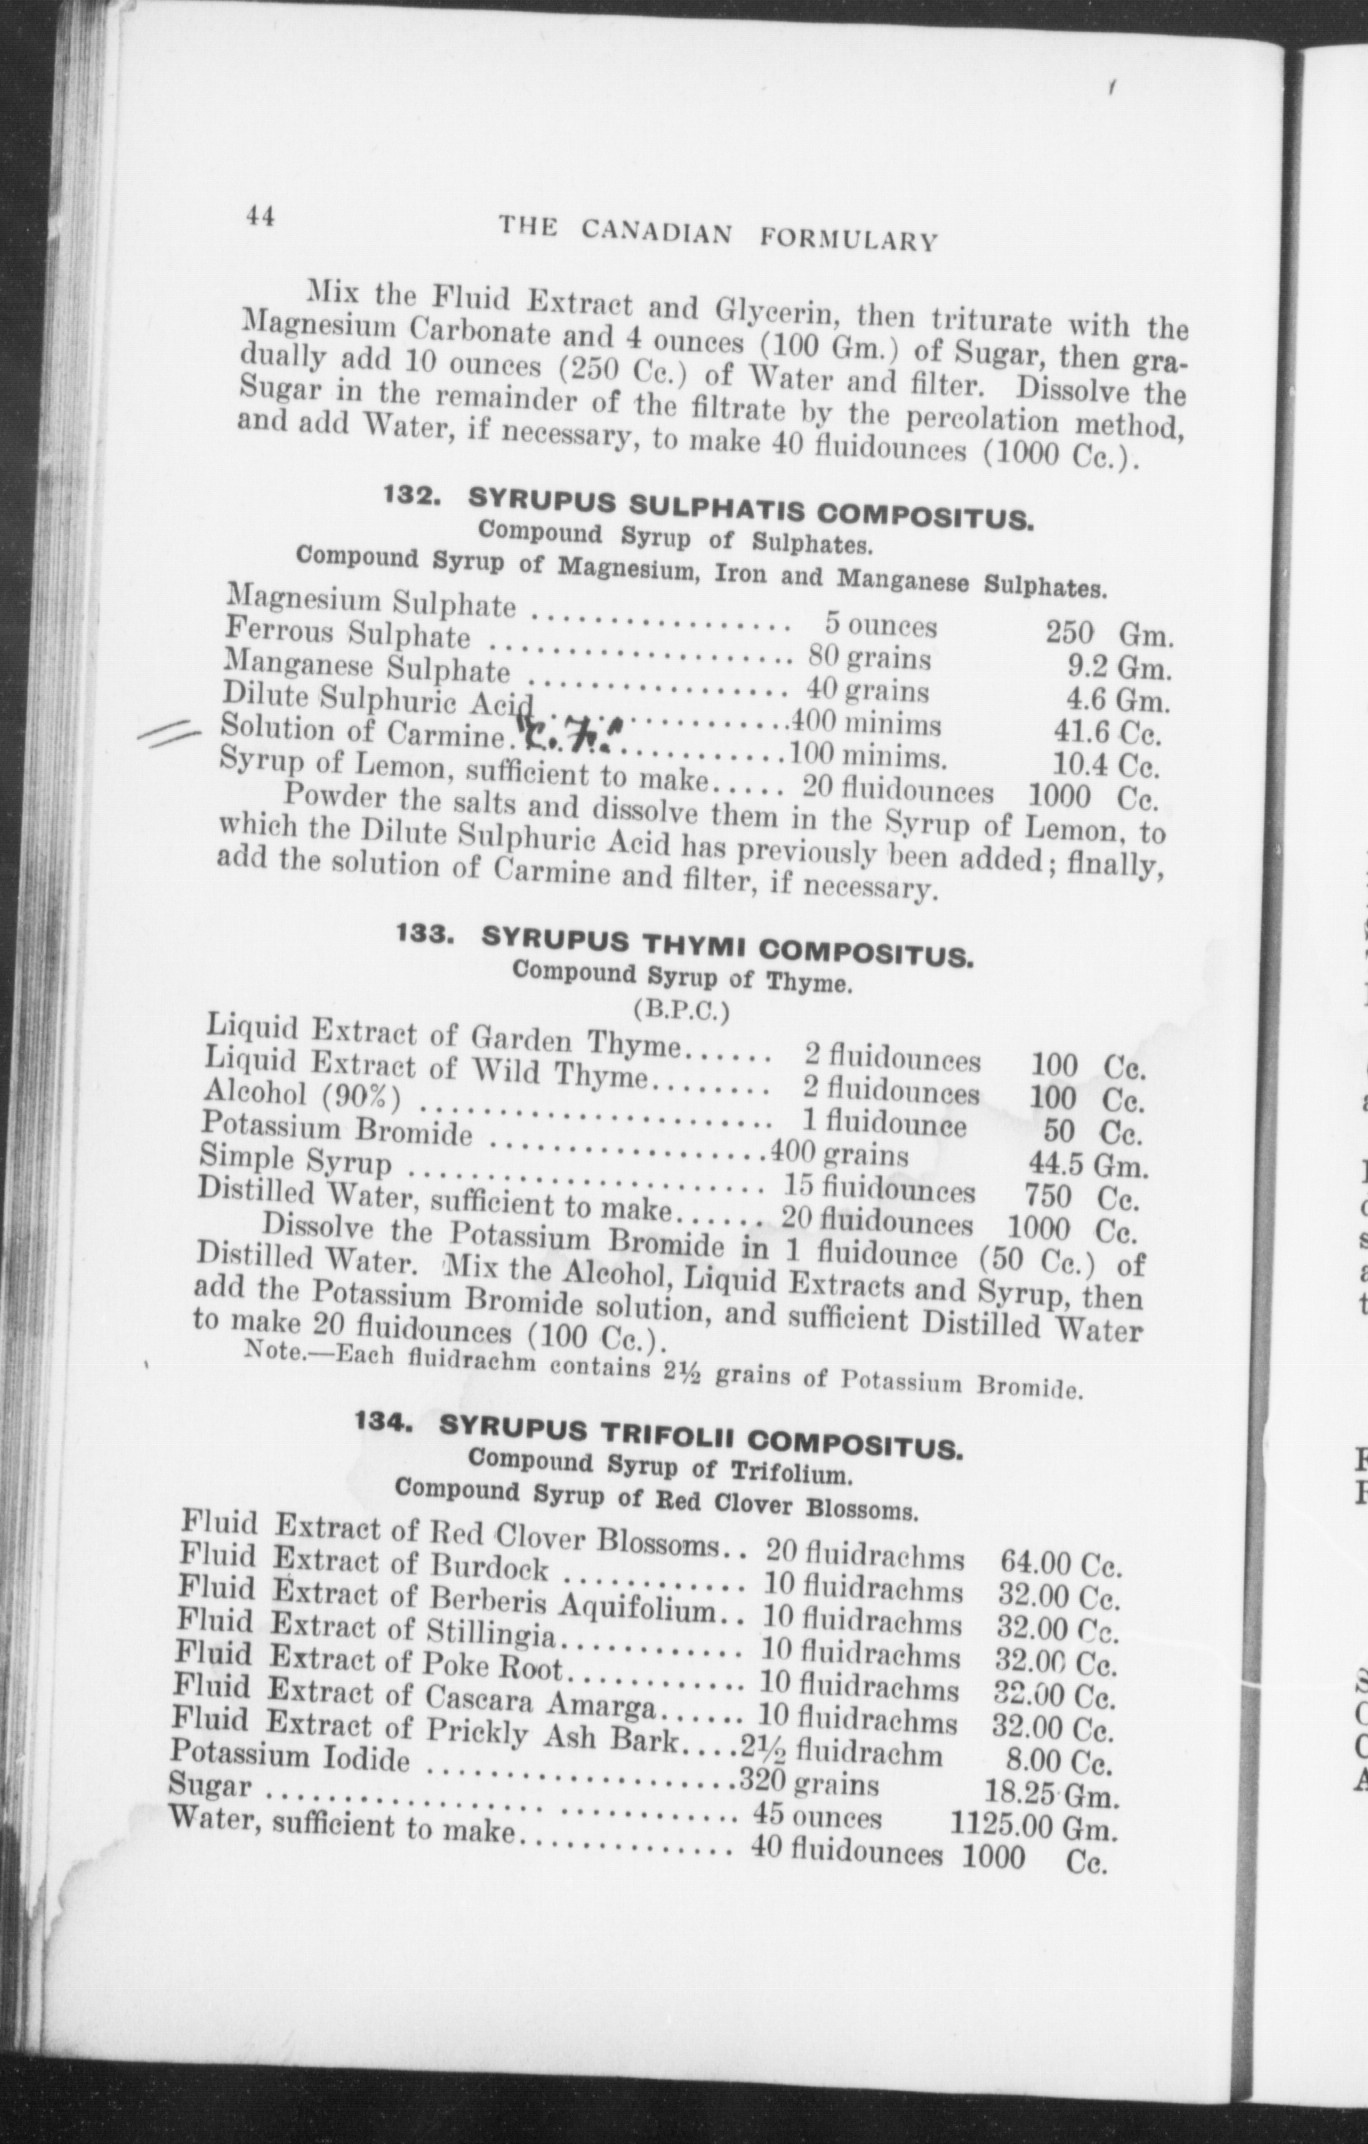 44
THE CANADIAN FORMULARY
Mix the Fluid Extract and Glycerin, then triturate with the
Magnesium Carbonate and 4 ounces (100 Gm.) of Sugar, then gra-
dually add 10 ounces (250 Cc.) of Water and filter. Dissolve the
Sugar in the remainder of the filtrate by the percolation method,
and add Water, if necessary, to make 40 fluidounces (1000 Cc.).
132. SYRUPUS SULPHATIS COMPOSITUS.
Compound Syrup of Sulphates.
Compound Syrup of Magnesium, Iron and Manganese Sulphates.
Magnesium Sulphate ................. 5 ounces 250 Gm.
Ferrous Sulphate .................... 80 grains 9.2 Gm.
Manganese Sulphate ................. 40 grains 4.6 Gm.
Dilute Sulphuric Acid ................400 minims 41.6 Cc.
Solution of Carmine. "C. F." ...........100 minims. 10.4 Cc.
Syrup of Lemon, sufficient to make..... 20 fluidounces 1000 Cc.
Powder the salts and dissolve them in the Syrup of Lemon, to
which the Dilute Sulphuric Acid has previously been added; finally,
add the solution of Carmine and filter, if necessary.
133. SYRUPUS THYMI COMPOSITUS.
Compound Syrup of Thyme.
(B.P.C.)
Liquid Extract of Garden Thyme...... 2 fluidounces 100 Cc.
Liquid Extract of Wild Thyme........ 2 fluidounces 100 Cc.
Alcohol (90%) ....................... 1 fluidounce 50 Cc.
Potassium Bromide ..................400 grains 44.5 Gm.
Simple Syrup ....................... 15 fiuidounces 750 Cc.
Distilled Water, sufficient to make...... 20 fluidounces 1000 Cc.
Dissolve the Potassium Bromide in 1 fluidounce (50 Cc.) of
Distilled Water. Mix the Alcohol, Liquid Extracts and Syrup, then
add the Potassium Bromide solution, and sufficient Distilled Water
to make 20 fluidounces (100 Cc.).
Note.—Each fluidrachm contains 2½ grains of Potassium Bromide.
134. SYRUPUS TRIFOLII COMPOSITUS.
Compound Syrup of Trifolium.
Compound Syrup of Red Clover Blossoms.
Fluid Extract of Red Clover Blossoms.. 20 fluidrachms 64.00 Cc.
Fluid Extract of Burdock ............ 10 fluidrachms 32.00 Cc.
Fluid Extract of Berberis Aquifolium.. 10 fluidrachms 32.00 Cc.
Fluid Extract of Stillingia............ 10 fluidrachms 32.00 Cc.
Fluid Extract of Poke Root............ 10 fluidrachms 32.00 Cc.
Fluid Extract of Cascara Amarga...... 10 fluidrachms 32.00 Cc.
Fluid Extract of Prickly Ash Bark....2½ fluidrachm 8.00 Cc.
Potassium Iodide ....................320 grains 18.25 Gm.
Sugar .............................. 45 ounces 1125.00 Gm.
Water, sufficient to make.............. 40 fluidounces 1000 Cc.